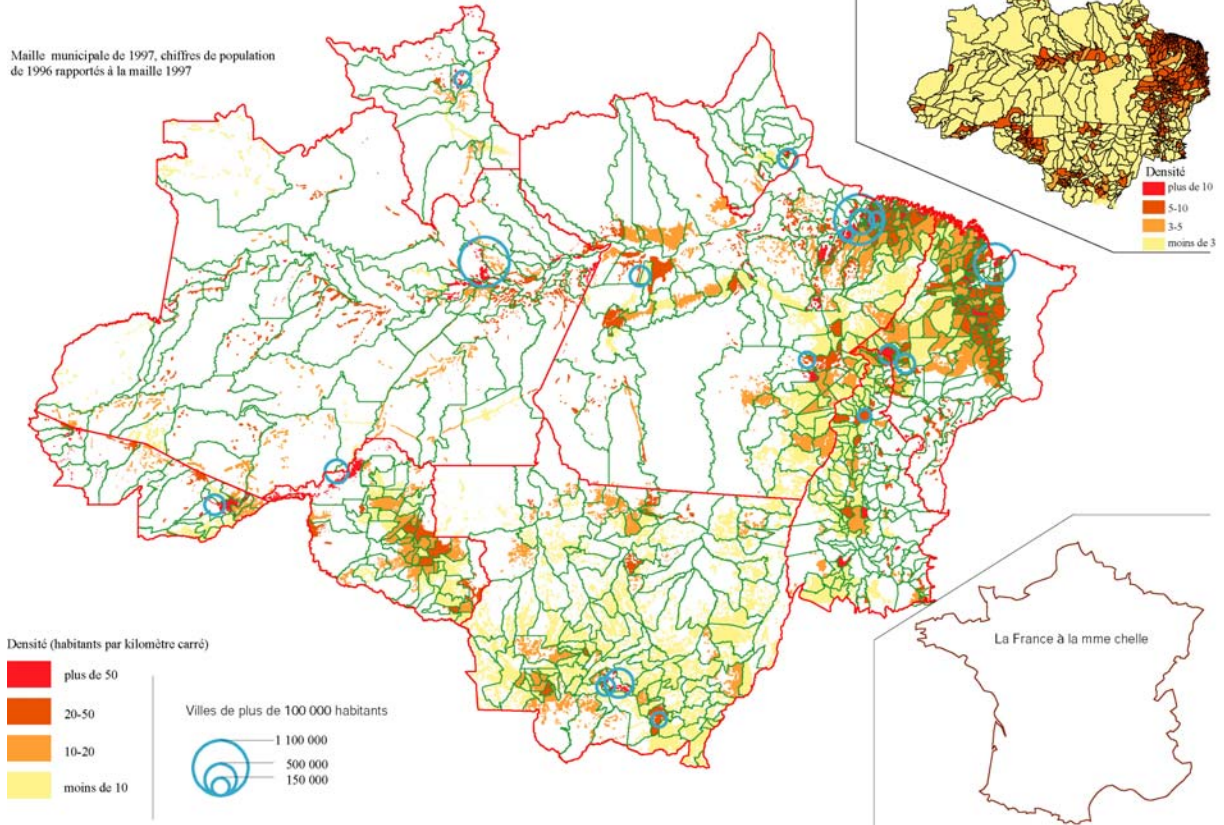 Maille municipale de 1997, chiffres de population
de 1996 rapportés à la maille 1997
Densité
plus de 10
5-10
3-5
moins de 3
La France à la mme chelle
Densité (habitants par kilomètre carré)
plus de 50
20-50
10-20
moins de 10
Villes de plus de 100 000 habitants
1 100 000
500 000
150 000